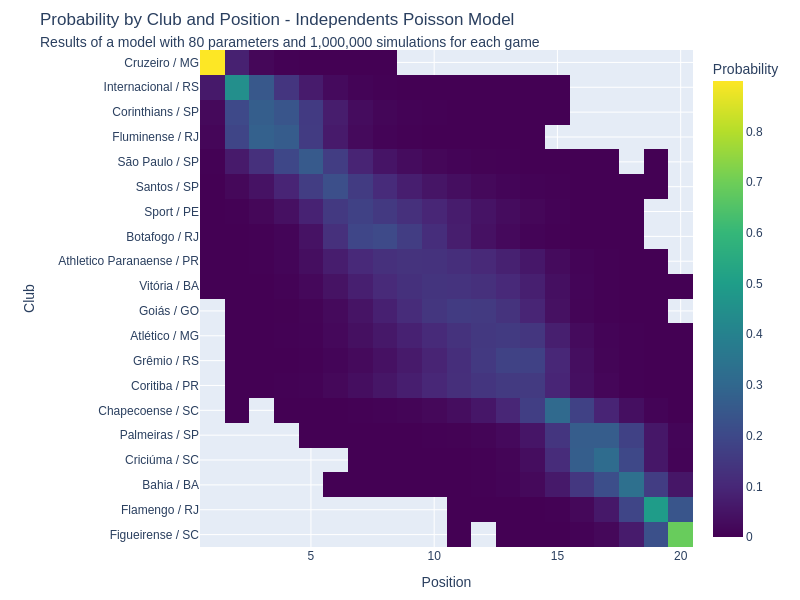 Probability by Club and Position - Independents Poisson Model
Results of a model with 80 parameters and 1,000,000 simulations for each game
Probability
Cruzeiro / MG
Internacional / RS
Corinthians / SP
Fluminense / RJ
São Paulo / SP
Santos / SP
Sport / PE
Botafogo / RJ
Athletico Paranaense / PR
Vitória / BA
Goiás / GO
Atlético / MG
Grêmio / RS
Coritiba / PR
Chapecoense / SC
Palmeiras / SP
Criciúma / SC
Bahia / BA
Flamengo / RJ
Figueirense / SC
Club
5
10
15
20
Position
0.8
0.7
0.6
0.5
0.4
0.3
0.2
0.1
0